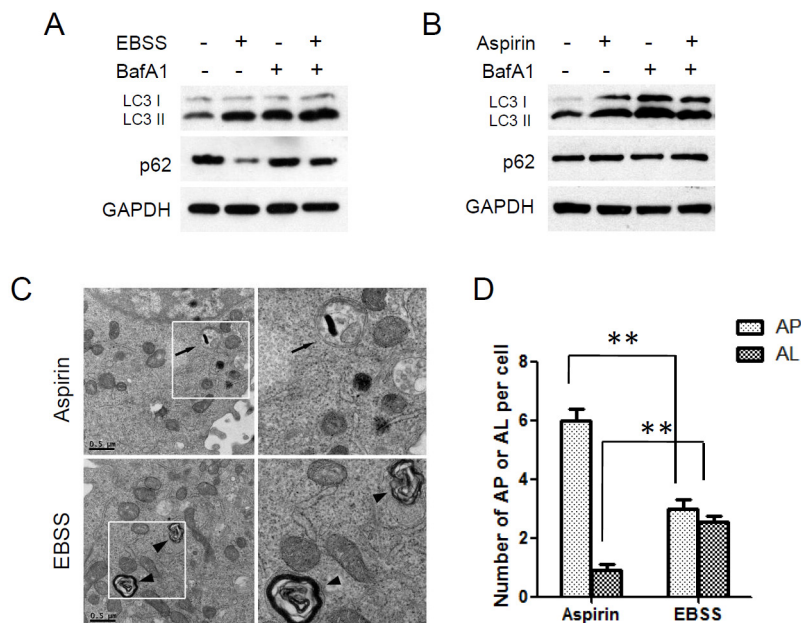 A
EBSS - + - +
BafA1 - - + +
LC3 I
LC3 II
p62
GAPDH
B
Aspirin - + - +
BafA1 - - + +
LC3 I
LC3 II
p62
GAPDH
C
Aspirin
0.5 μm
EBSS
0.5 μm
D
AP
AL
**
**
Number of AP or AL per cell
8
6
4
2
0
Aspirin EBSS